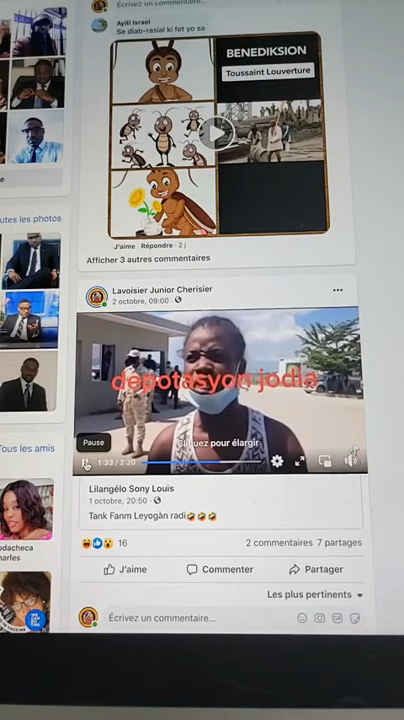 Écrivez un commentaire...
Ayiti Israel
Se diab-rasial ki fet yo sa
BENEDIKSION
Toussaint Louverture
J'aime · Répondre · 2 j
Afficher 3 autres commentaires
utes les photos
Lavoisier Junior Cherisier
2 octobre, 09:00 ·
depotasyon jodia
Pause
Cliquez pour élargir
1:33 / 2:20
Lilangélo Sony Louis
1 octobre, 20:50 ·
Tank Fanm Leyogàn radi🤣🤣🤣
16
2 commentaires 7 partages
J'aime
Commenter
Partager
Les plus pertinents
Écrivez un commentaire...
GIF
Tous les amis
odacheca
harles